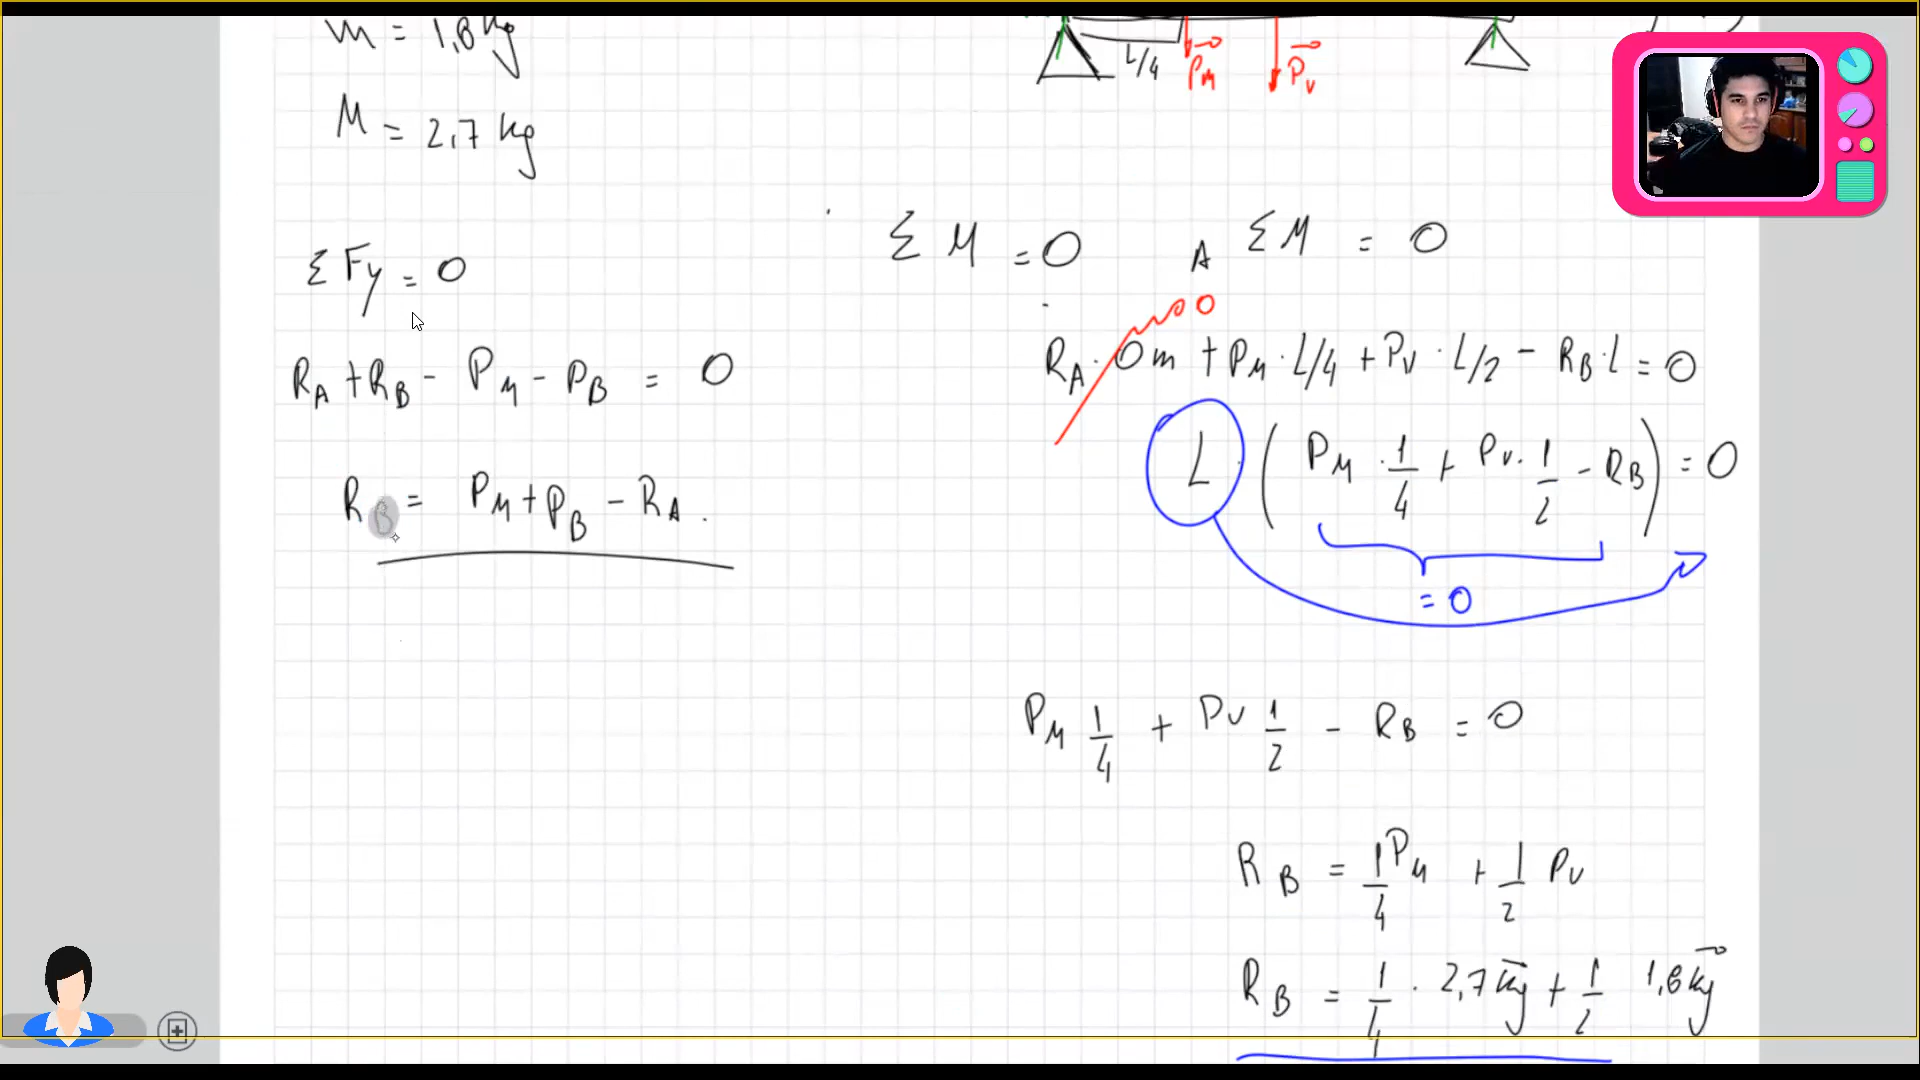 m = 1,8 kg
L/4 P_M P_V
M = 2,7 kg
Σ M = 0 A Σ M = 0
Σ Fy = 0
0
R_A · 0m + P_M · L/4 + P_V · L/2 - R_B · L = 0
R_A + R_B - P_M - P_B = 0
L · ( P_M · 1/4 + P_V · 1/2 - R_B ) = 0
R_B = P_M + P_B - R_A .
= 0
P_M 1/4 + P_V 1/2 - R_B = 0
R_B = 1/4 P_M + 1/2 P_V
R_B = 1/4 · 2,7 kg + 1/2 1,8 kg